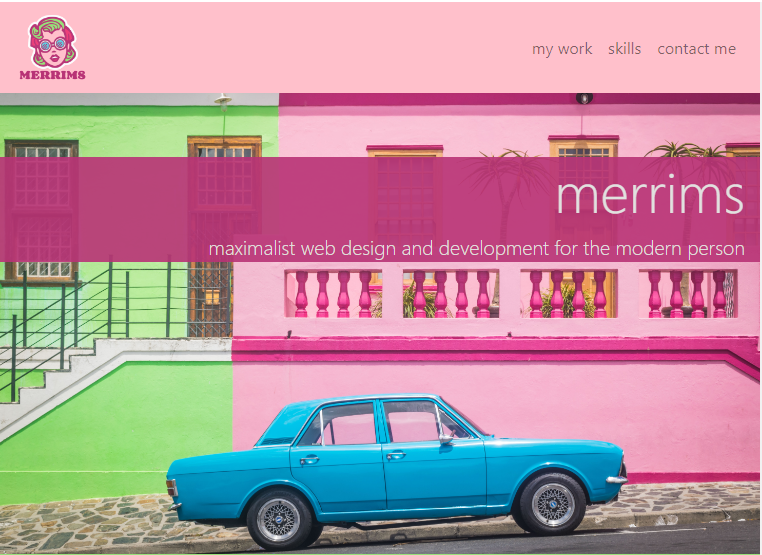 MERRIMS
my work skills contact me
merrims
maximalist web design and development for the modern person